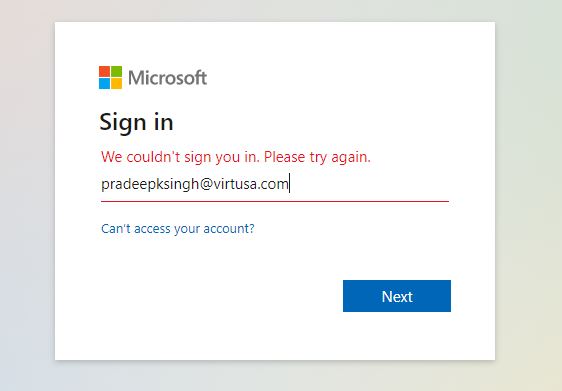 Microsoft
Sign in
We couldn't sign you in. Please try again.
pradeepksingh@virtusa.com
Can't access your account?
Next